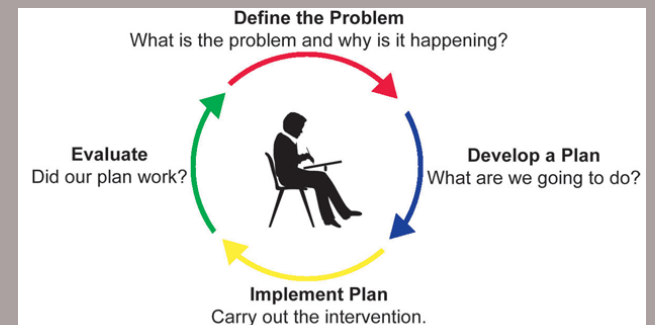 Define the Problem
What is the problem and why is it happening?
Develop a Plan
What are we going to do?
Implement Plan
Carry out the intervention.
Evaluate
Did our plan work?